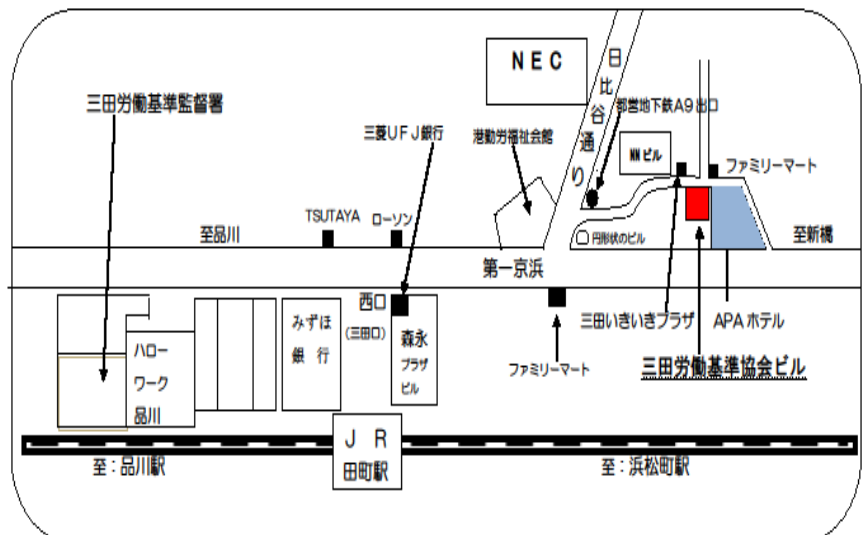 NEC
日比谷通り
三田労働基準監督署
三菱UFJ銀行
港勤労福祉会館
都営地下鉄A9出口
NNビル
ファミリーマート
TSUTAYA
ローソン
至品川
円形状のビル
至新橋
第一京浜
西口
(三田口)
みずほ
銀行
森永
プラザ
ビル
ハロー
ワーク
品川
ファミリーマート
三田いきいきプラザ
APAホテル
三田労働基準協会ビル
JR
田町駅
至:品川駅
至:浜松町駅